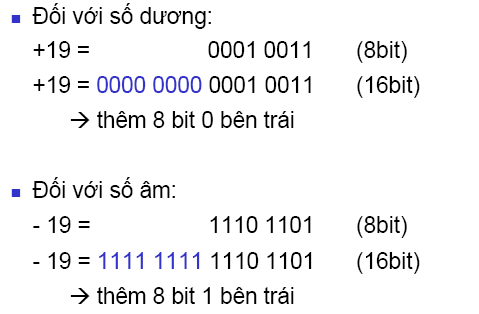 ▪ Đối với số dương:
+19 = 0001 0011 (8bit)
+19 = 0000 0000 0001 0011 (16bit)
→ thêm 8 bit 0 bên trái
▪ Đối với số âm:
- 19 = 1110 1101 (8bit)
- 19 = 1111 1111 1110 1101 (16bit)
→ thêm 8 bit 1 bên trái